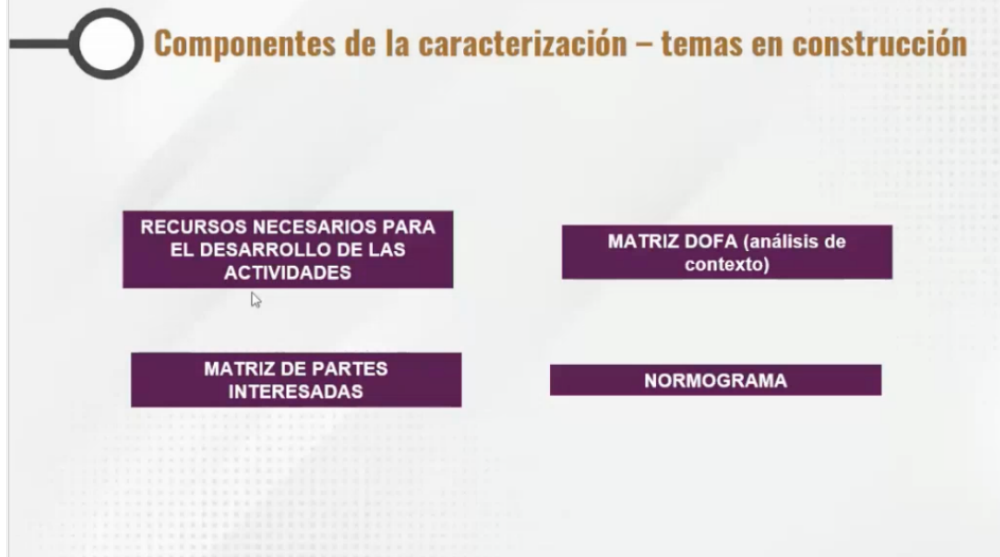 Componentes de la caracterización – temas en construcción
RECURSOS NECESARIOS PARA
EL DESARROLLO DE LAS
ACTIVIDADES
MATRIZ DOFA (análisis de
contexto)
MATRIZ DE PARTES
INTERESADAS
NORMOGRAMA